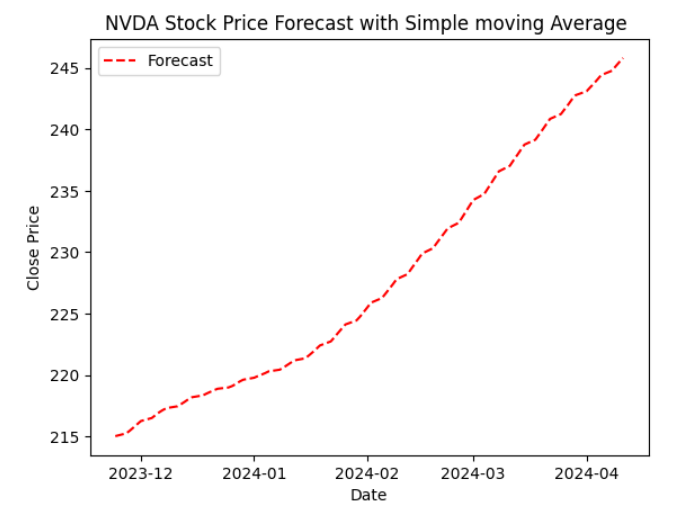 NVDA Stock Price Forecast with Simple moving Average
Forecast
Close Price
245
240
235
230
225
220
215
2023-12 2024-01 2024-02 2024-03 2024-04
Date